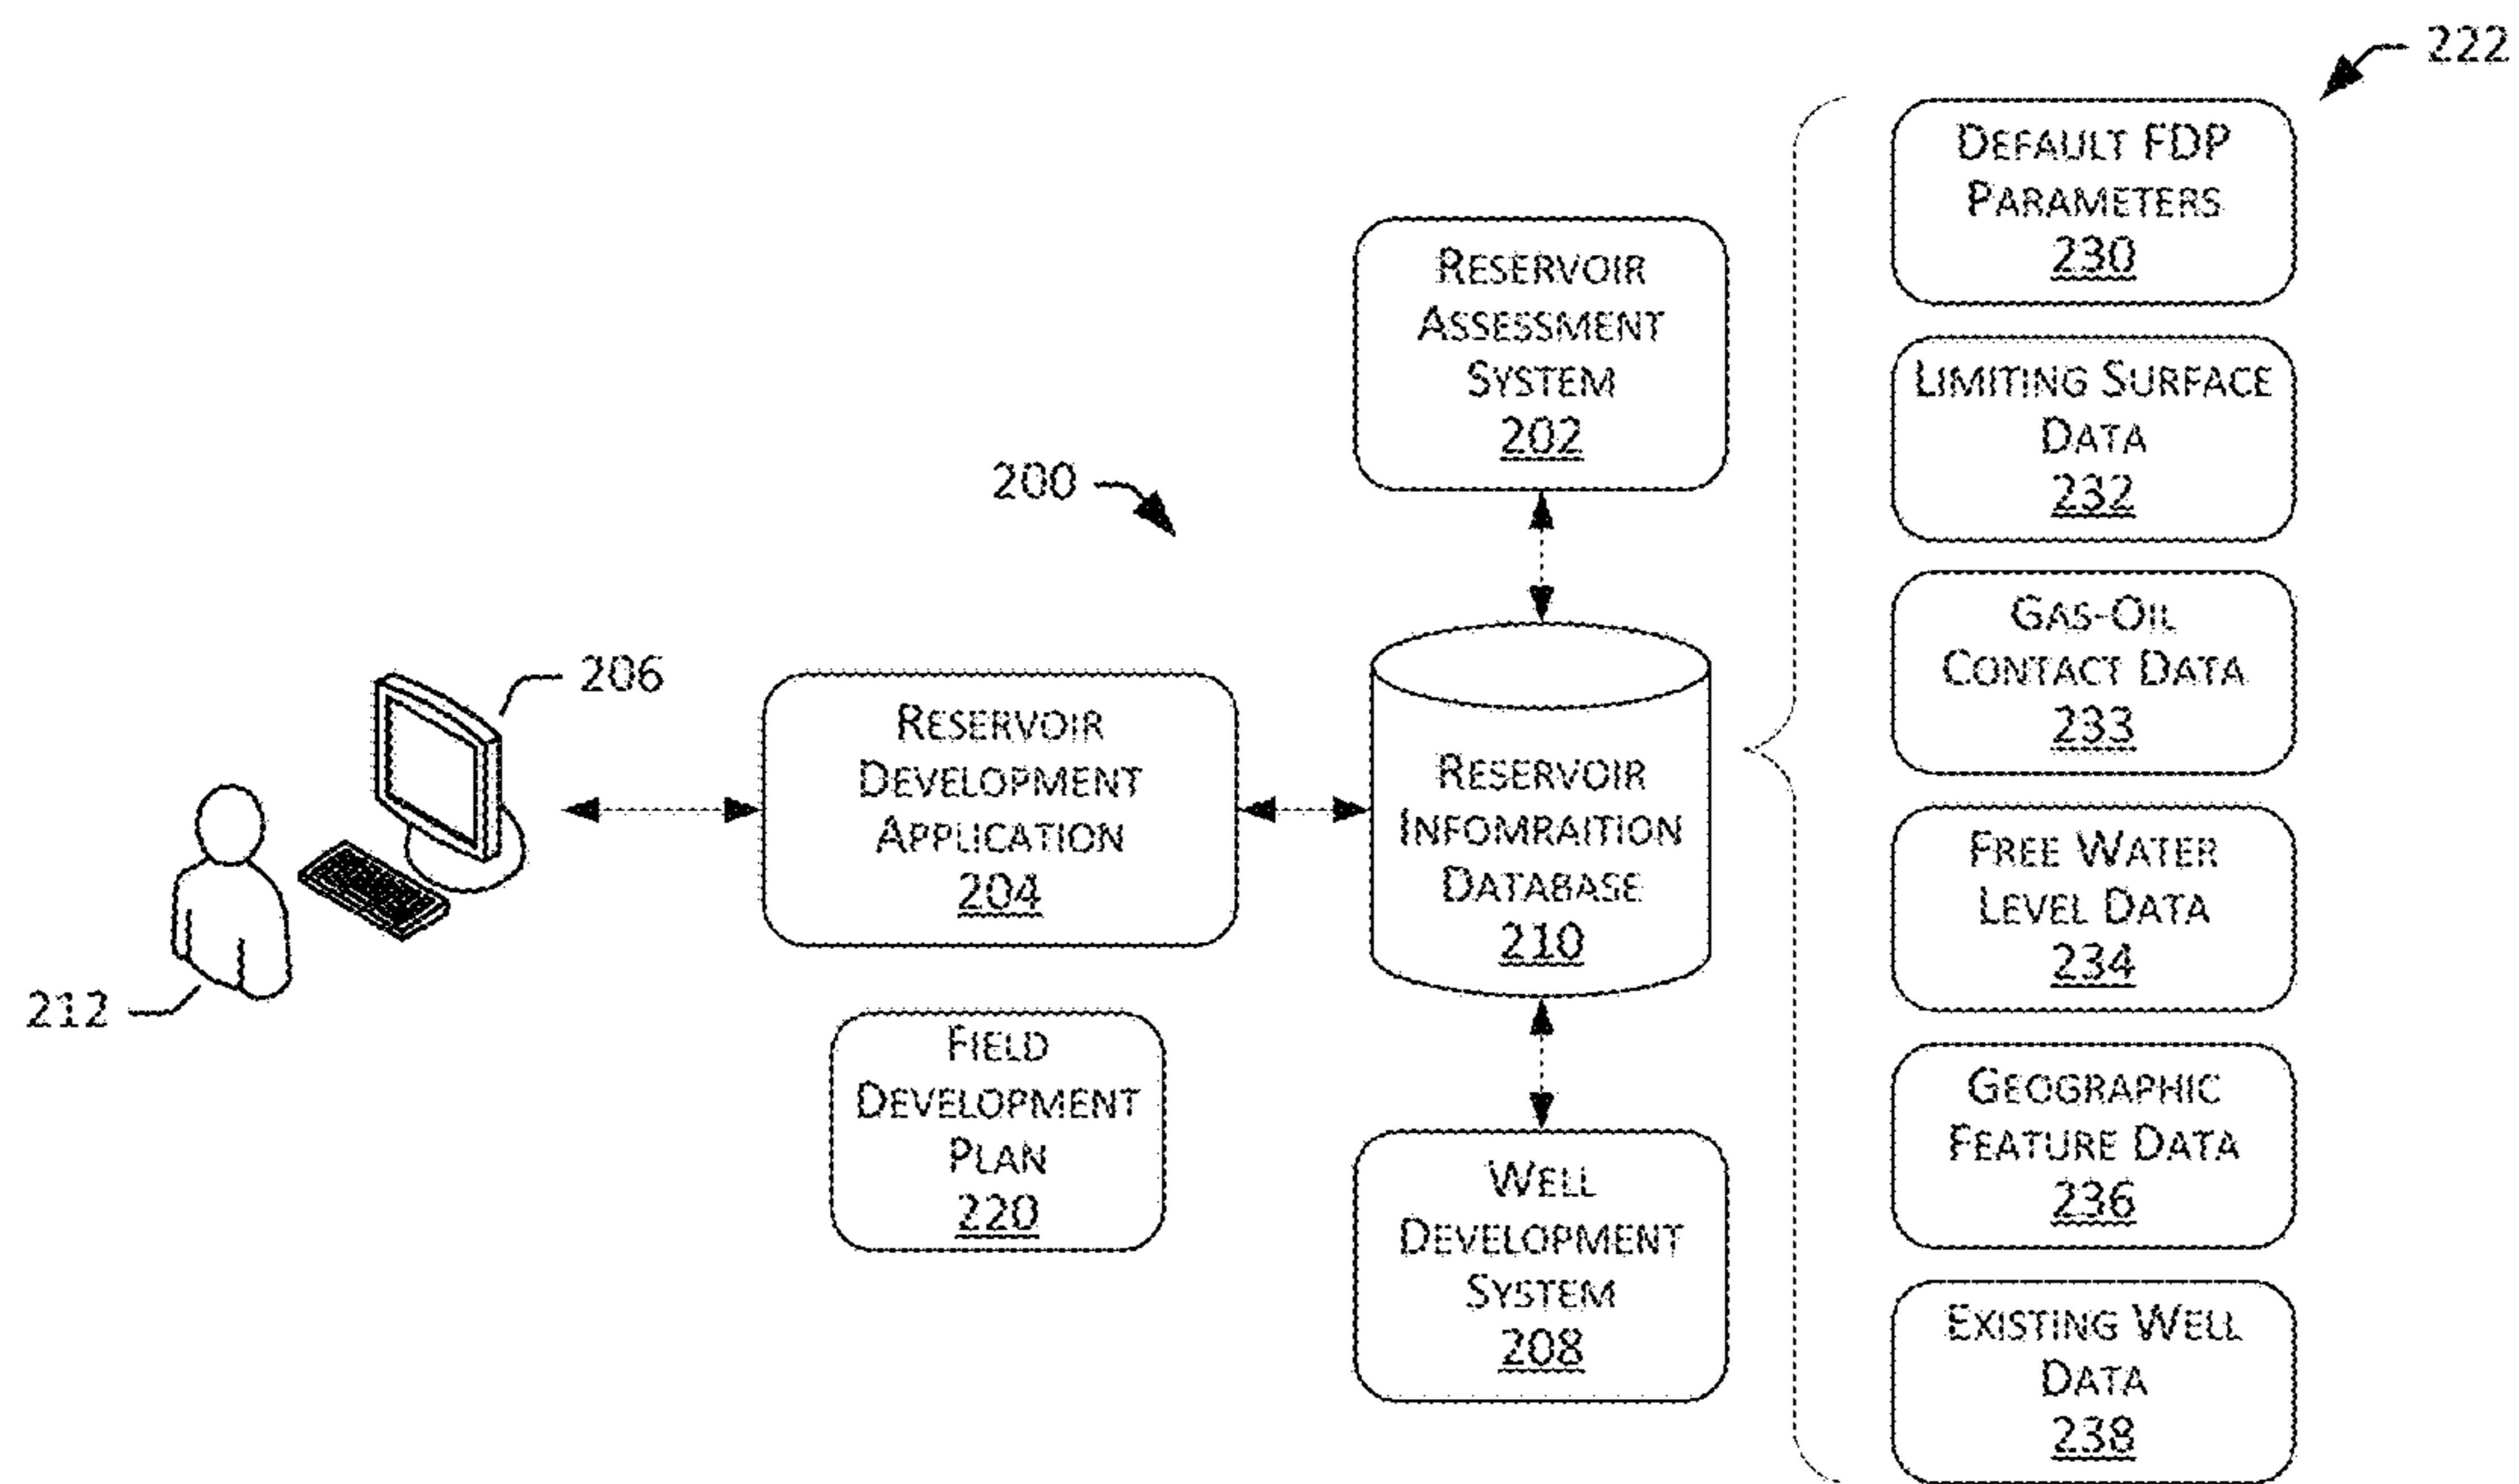 222
DEFAULT FDP
PARAMETERS
230
LIMITING SURFACE
DATA
232
GAS-OIL
CONTACT DATA
233
FREE WATER
LEVEL DATA
234
GEOGRAPHIC
FEATURE DATA
236
EXISTING WELL
DATA
238
RESERVOIR
ASSESSMENT
SYSTEM
202
200
206
RESERVOIR
DEVELOPMENT
APPLICATION
204
RESERVOIR
INFOMRAITION
DATABASE
210
212
FIELD
DEVELOPMENT
PLAN
220
WELL
DEVELOPMENT
SYSTEM
208